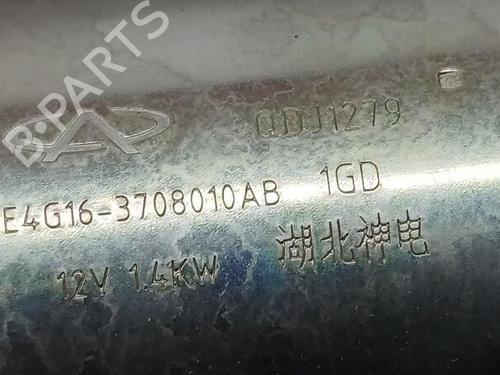 B-PARTS
QDJ1279
E4G16-3708010AB 1GD
12V 1.4KW 湖北神电